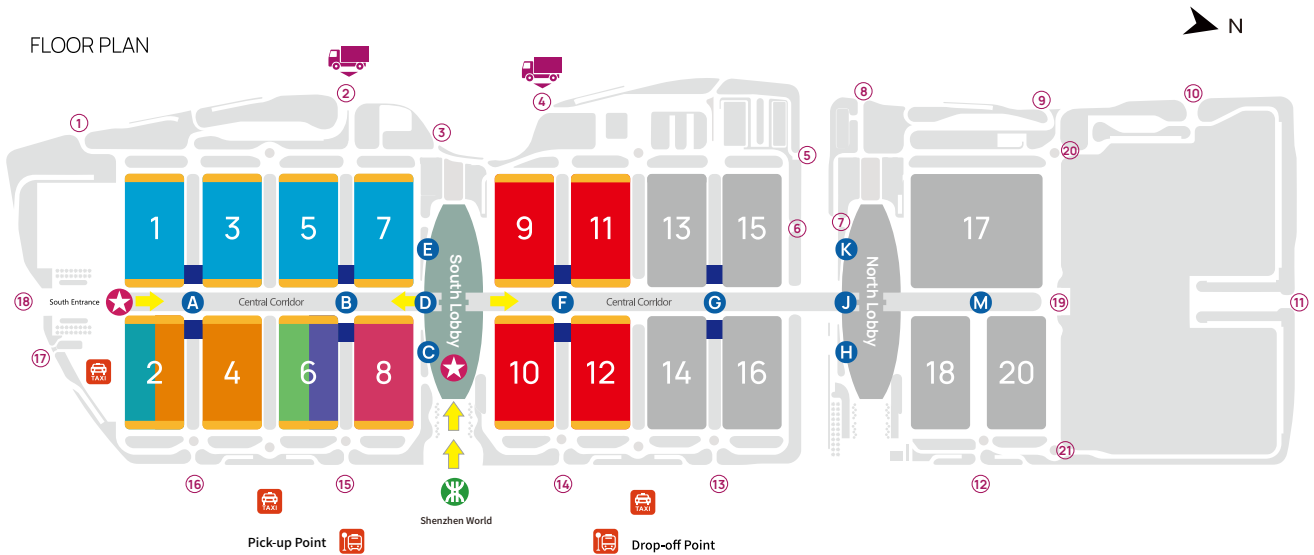 N
FLOOR PLAN
2
4
8
9
10
1
3
5
20
1
3
5
7
9
11
13
15
17
6
7
E
K
South Lobby
North Lobby
18
South Entrance
A
Central Corridor
B
D
F
Central Corridor
G
J
M
19
11
17
C
H
TAXI
2
4
6
8
10
12
14
16
18
20
21
16
15
14
13
12
TAXI
TAXI
Shenzhen World
Pick-up Point
Drop-off Point